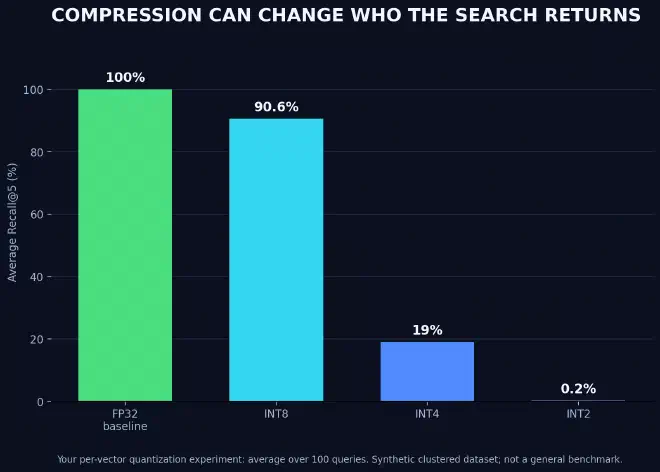 COMPRESSION CAN CHANGE WHO THE SEARCH RETURNS
Average Recall@5 (%)
100
80
60
40
20
0
100%
90.6%
19%
0.2%
FP32
baseline
INT8
INT4
INT2
Your per-vector quantization experiment: average over 100 queries. Synthetic clustered dataset; not a general benchmark.